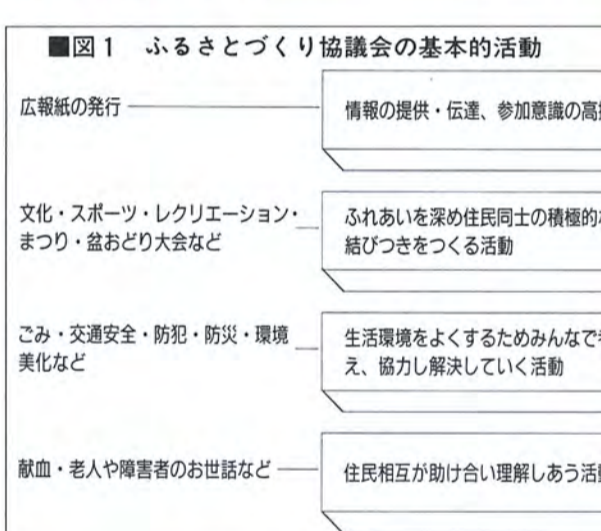 ■図1 ふるさとづくり協議会の基本的活動
広報紙の発行
情報の提供・伝達、参加意識の高
文化・スポーツ・レクリエーション・
まつり・盆おどり大会など
ふれあいを深め住民同士の積極的
結びつきをつくる活動
ごみ・交通安全・防犯・防災・環境
美化など
生活環境をよくするためみんなで
え、協力し解決していく活動
献血・老人や障害者のお世話など
住民相互が助け合い理解しあう活